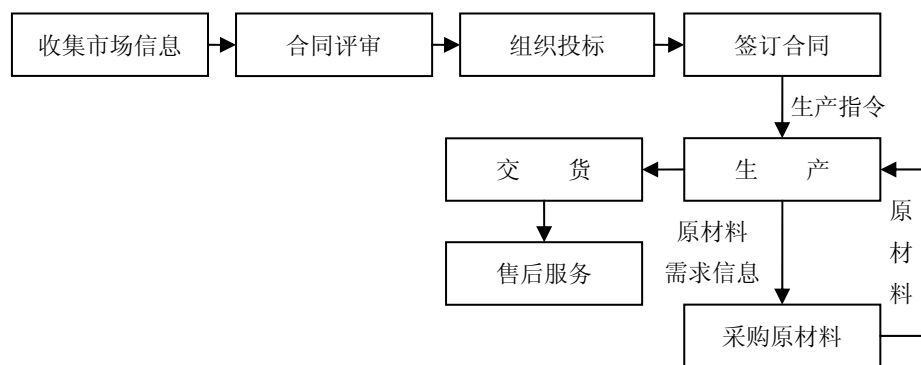 收集市场信息
合同评审
组织投标
签订合同
生产指令
交 货
生 产
原材料
需求信息
原
材
料
售后服务
采购原材料